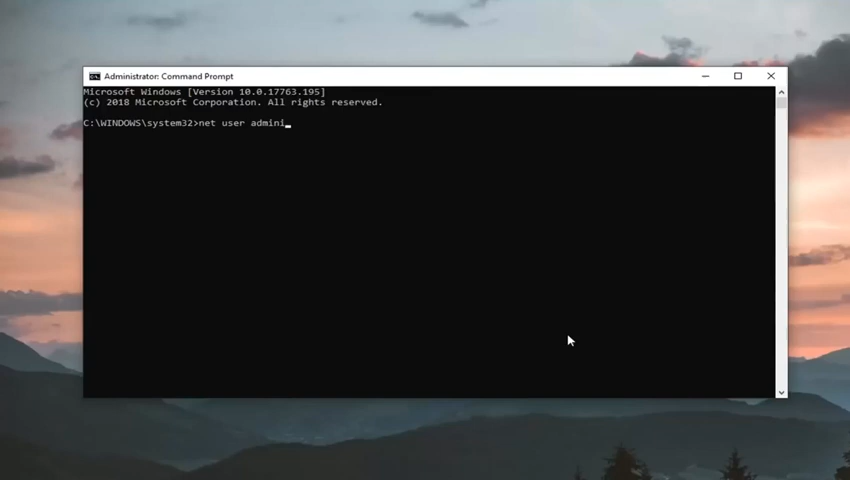 Administrator: Command Prompt
Microsoft Windows [Version 10.0.17763.195]
(c) 2018 Microsoft Corporation. All rights reserved.
C:\WINDOWS\system32>net user admini